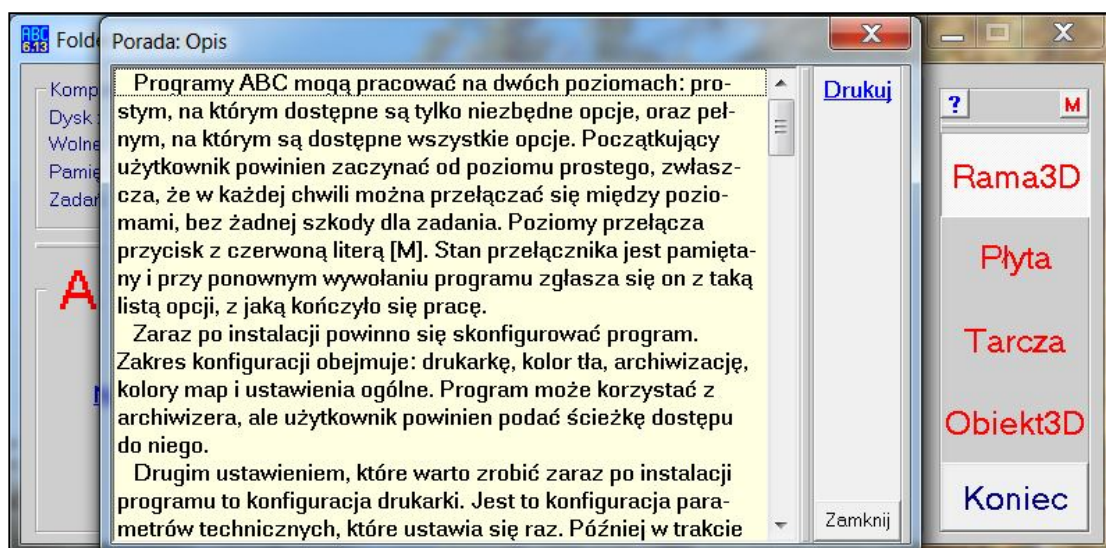 ABC
6.13
Folde
Porada: Opis
Programy ABC mogą pracować na dwóch poziomach: pro-
stym, na którym dostępne są tylko niezbędne opcje, oraz peł-
nym, na którym są dostępne wszystkie opcje. Początkujący
użytkownik powinien zaczynać od poziomu prostego, zwłasz-
cza, że w każdej chwili można przełączać się między pozio-
mami, bez żadnej szkody dla zadania. Poziomy przełącza
przycisk z czerwoną literą [M]. Stan przełącznika jest pamięta-
ny i przy ponownym wywołaniu programu zgłasza się on z taką
listą opcji, z jaką kończyło się pracę.
Zaraz po instalacji powinno się skonfigurować program.
Zakres konfiguracji obejmuje: drukarkę, kolor tła, archiwizację,
kolory map i ustawienia ogólne. Program może korzystać z
archiwizera, ale użytkownik powinien podać ścieżkę dostępu
do niego.
Drugim ustawieniem, które warto zrobić zaraz po instalacji
programu to konfiguracja drukarki. Jest to konfiguracja para-
metrów technicznych, które ustawia się raz. Później w trakcie
Drukuj
Zamknij
Komp
Dysk
Wolne
Pamię
Zadan
A
? M
Rama3D
Płyta
Tarcza
Obiekt3D
Koniec